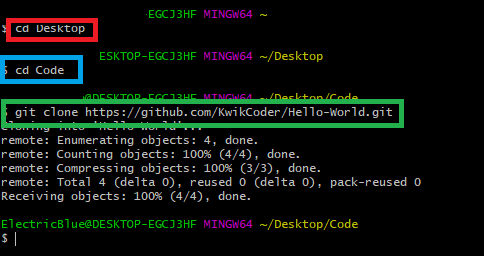 -EGCJ3HF MINGW64 ~
$ cd Desktop
ESKTOP-EGCJ3HF MINGW64 ~/Desktop
$ cd Code
@DESKTOP-EGCJ3HF MINGW64 ~/Desktop/Code
$ git clone https://github.com/KwikCoder/Hello-World.git
Cloning into 'Hello-World'...
remote: Enumerating objects: 4, done.
remote: Counting objects: 100% (4/4), done.
remote: Compressing objects: 100% (3/3), done.
remote: Total 4 (delta 0), reused 0 (delta 0), pack-reused 0
Receiving objects: 100% (4/4), done.
ElectricBlue@DESKTOP-EGCJ3HF MINGW64 ~/Desktop/Code
$